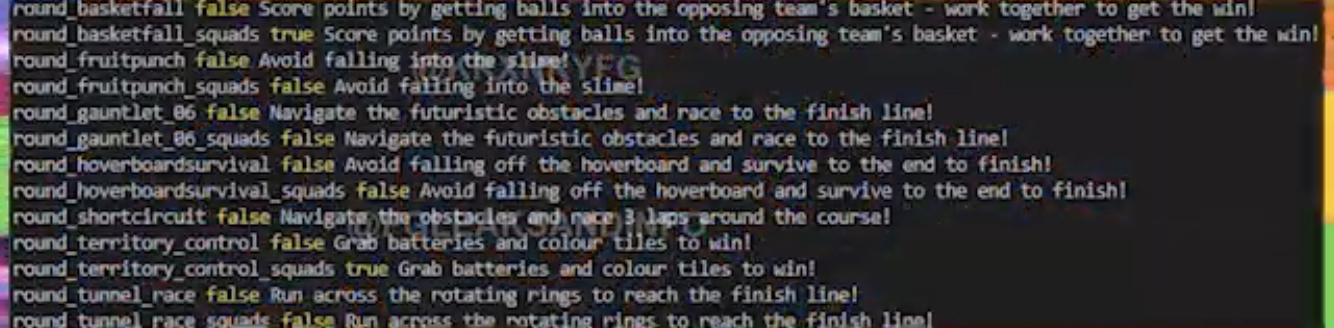 round_basketfall false Score points by getting balls into the opposing team's basket - work together to get the win!
round_basketfall_squads true Score points by getting balls into the opposing team's basket - work together to get the win!
round_fruitpunch false Avoid falling into the slime!
round_fruitpunch_squads false Avoid falling into the slime!
round_gauntlet_06 false Navigate the futuristic obstacles and race to the finish line!
round_gauntlet_06_squads false Navigate the futuristic obstacles and race to the finish line!
round_hoverboardsurvival false Avoid falling off the hoverboard and survive to the end to finish!
round_hoverboardsurvival_squads false Avoid falling off the hoverboard and survive to the end to finish!
round_shortcircuit false Navigate the obstacles and race 3 laps around the course!
@FGLEAKSANDINFO
round_territory_control false Grab batteries and colour tiles to win!
round_territory_control_squads true Grab batteries and colour tiles to win!
round_tunnel_race false Run across the rotating rings to reach the finish line!
round_tunnel_race_squads false Run across the rotating rings to reach the finish line!